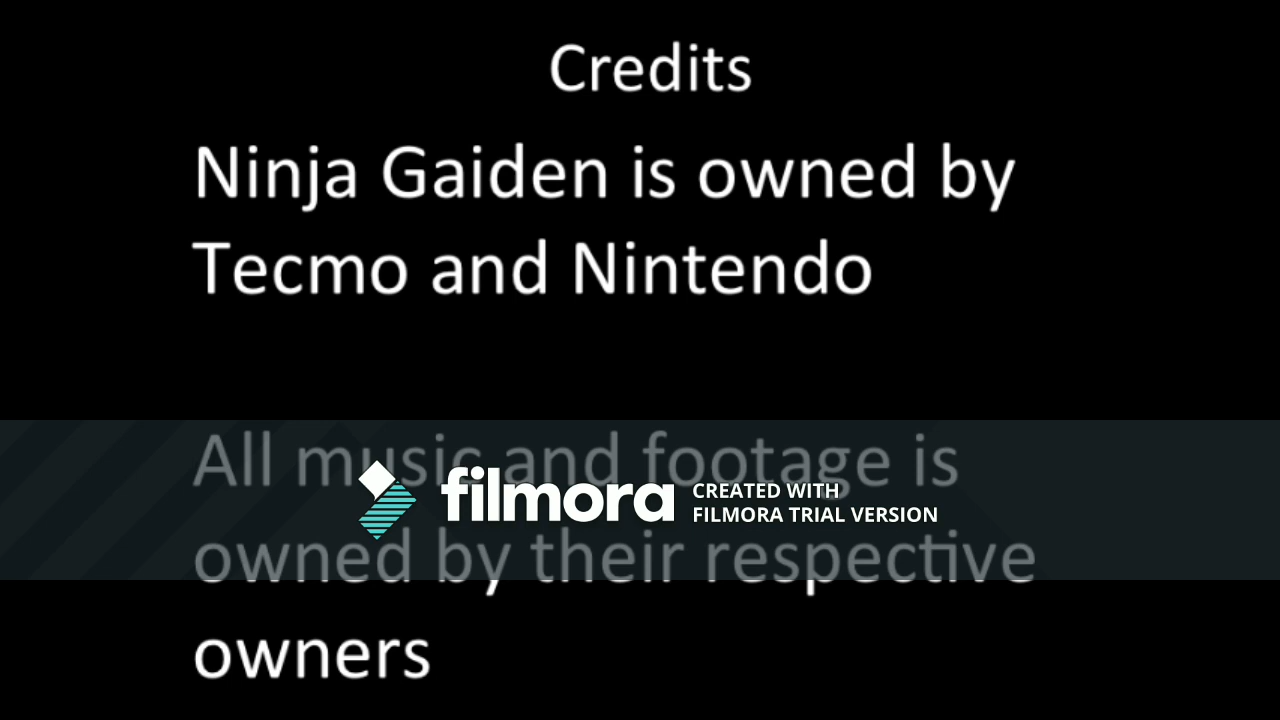 Credits
Ninja Gaiden is owned by
Tecmo and Nintendo
All music and footage is
filmora
CREATED WITH
FILMORA TRIAL VERSION
owned by their respective
owners